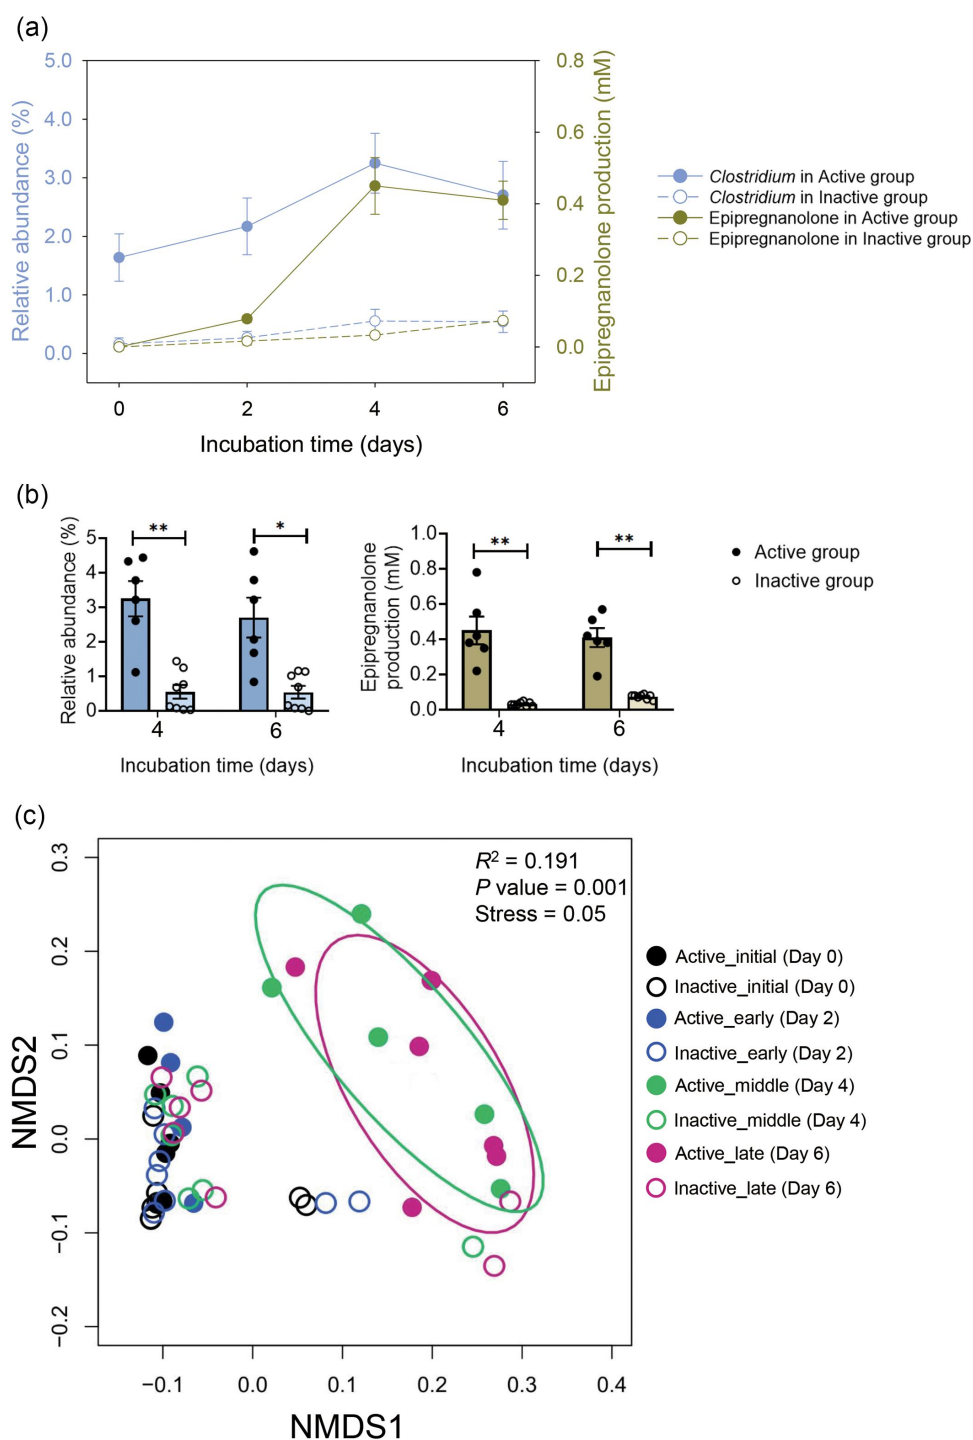 (a)
5.0
4.0
3.0
2.0
1.0
0.0
Relative abundance (%)
0.8
0.6
0.4
0.2
0.0
Epipregnanolone production (mM)
0 2 4 6
Incubation time (days)
Clostridium in Active group
Clostridium in Inactive group
Epipregnanolone in Active group
Epipregnanolone in Inactive group
(b)
Relative abundance (%)
5
4
3
2
1
0
** *
4 6
Incubation time (days)
Epipregnanolone
production (mM)
1.0
0.8
0.6
0.4
0.2
0.0
** **
4 6
Incubation time (days)
Active group
Inactive group
(c)
NMDS2
0.3
0.2
0.1
0.0
−0.1
−0.2
R² = 0.191
P value = 0.001
Stress = 0.05
−0.1 0.0 0.1 0.2 0.3 0.4
NMDS1
Active_initial (Day 0)
Inactive_initial (Day 0)
Active_early (Day 2)
Inactive_early (Day 2)
Active_middle (Day 4)
Inactive_middle (Day 4)
Active_late (Day 6)
Inactive_late (Day 6)